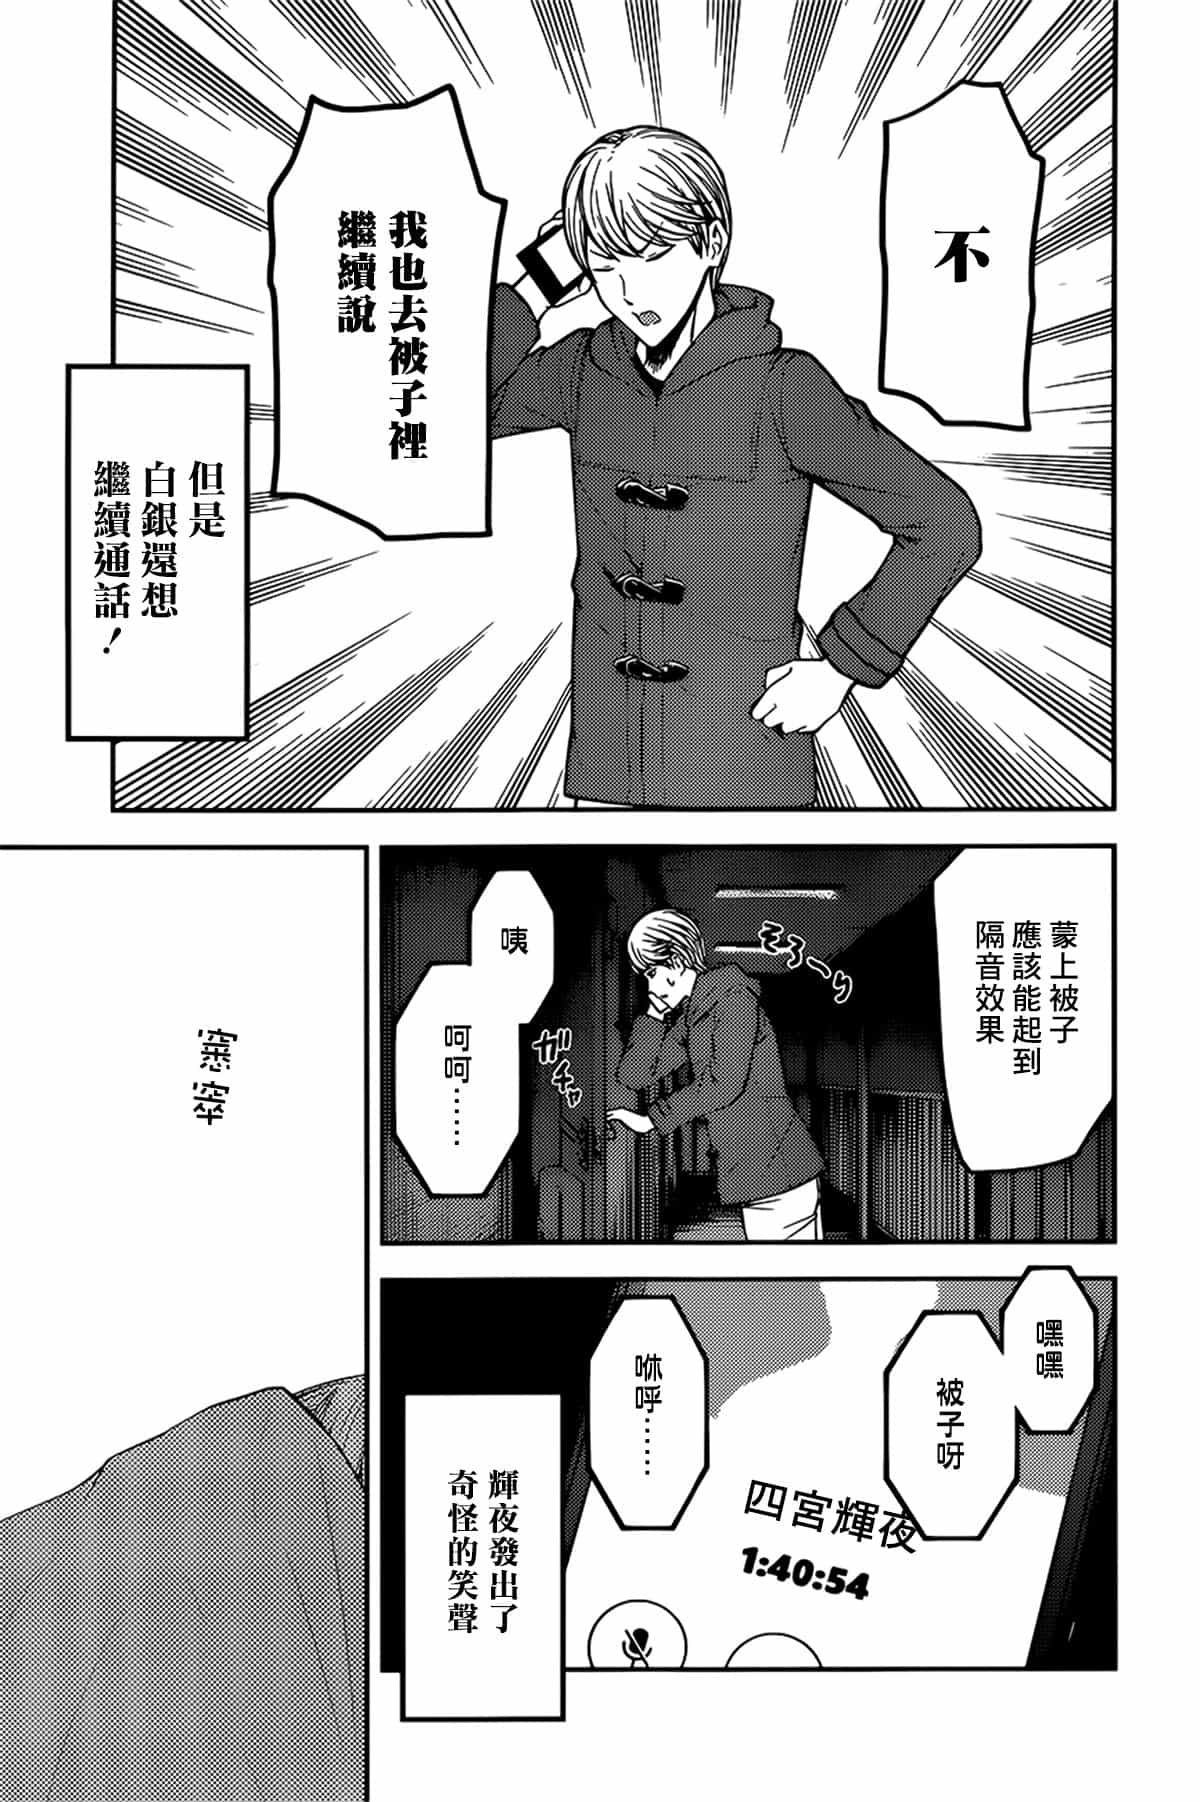 不
我也去被子裡
繼續說
但是
白銀還想
繼續通話！
蒙上被子
應該能起到
隔音效果
そろ〜り
ガチャ
咦
呵呵……
嘿嘿
被子呀
咻呼……
四宮輝夜
1:40:54
輝夜發出了
奇怪的笑聲
窸窣